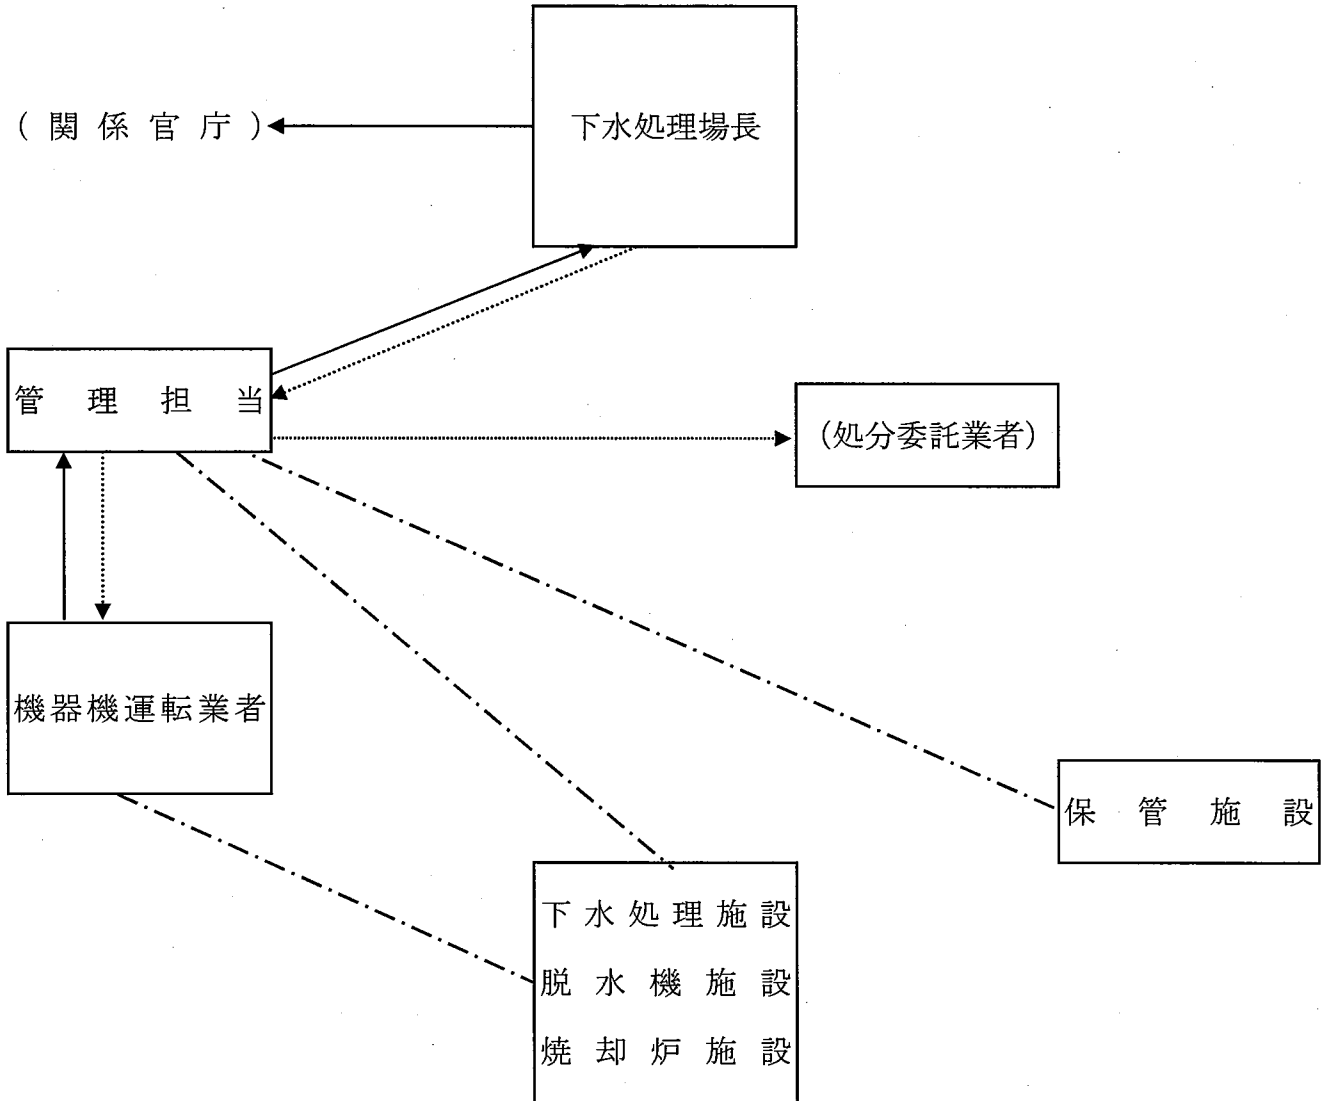 (関係官庁)
下水処理場長
管理担当
(処分委託業者)
機器機運転業者
保管施設
下水処理施設
脱水機施設
焼却炉施設